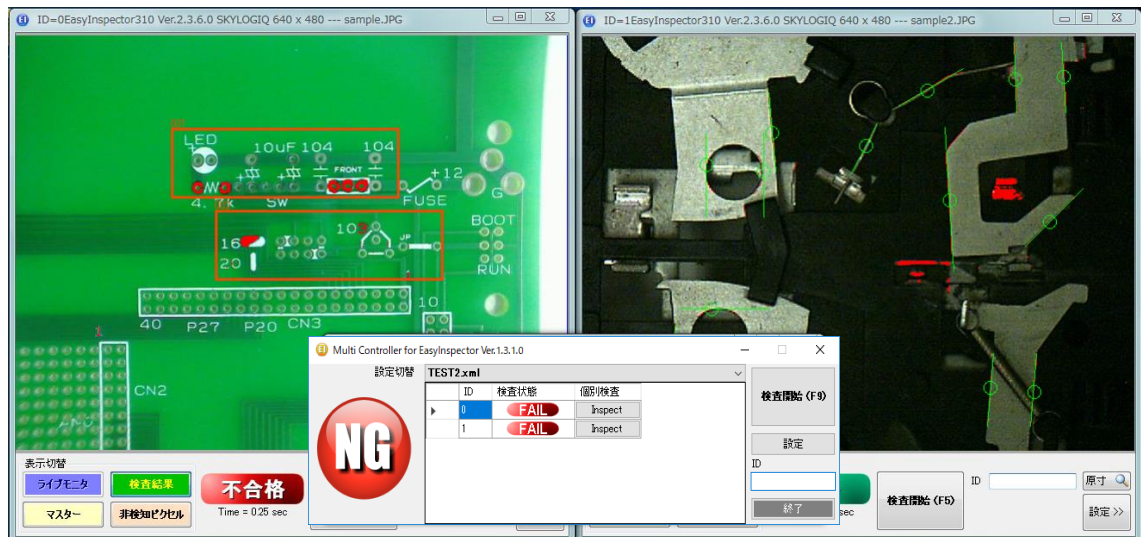 ID=0EasyInspector310 Ver.2.3.6.0 SKYLOGIQ 640 x 480 --- sample.JPG
LED
10uF 104 104
FRONT
+12
4. 7k SW
FUSE
G
BOOT
16
20
10
JP
RUN
10
40 P27 P20 CN3
1
CN2
表示切替
ライブモニタ
検査結果
マスター
非検知ピクセル
不合格
Time = 0.25 sec
ID=1EasyInspector310 Ver.2.3.6.0 SKYLOGIQ 640 x 480 --- sample2.JPG
Multi Controller for EasyInspector Ver.1.3.1.0
設定切替 TEST2.xml
ID 検査状態 個別検査
0 FAIL Inspect
1 FAIL Inspect
NG
検査開始 (F9)
設定
ID
終了
sec
検査開始 (F5)
ID
原寸
設定 >>